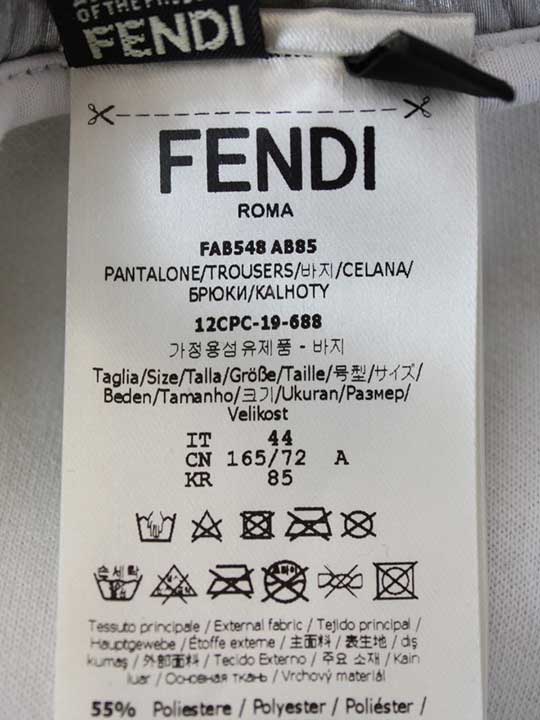 OF THE
FENDI
FENDI
ROMA
FAB548 AB85
PANTALONE/TROUSERS/바지/CELANA/
БРЮКИ/KALHOTY
12CPC-19-688
가정용섬유제품 - 바지
Taglia/Size/Talla/Größe/Taille/号型/サイズ/
Beden/Tamanho/크기/Ukuran/Размер/
Velikost
IT 44
CN 165/72 A
KR 85
손세탁
Tessuto principale / External fabric / Tejido principal /
Hauptgewebe / Étoffe externe / 主面料 / 表生地 / dış
kumaş / 外部面料 / Tecido Externo / 주요 소재 / Kain
luar / Основная ткань / Vrchový materiál
55% Poliestere / Polyester / Poliéster /